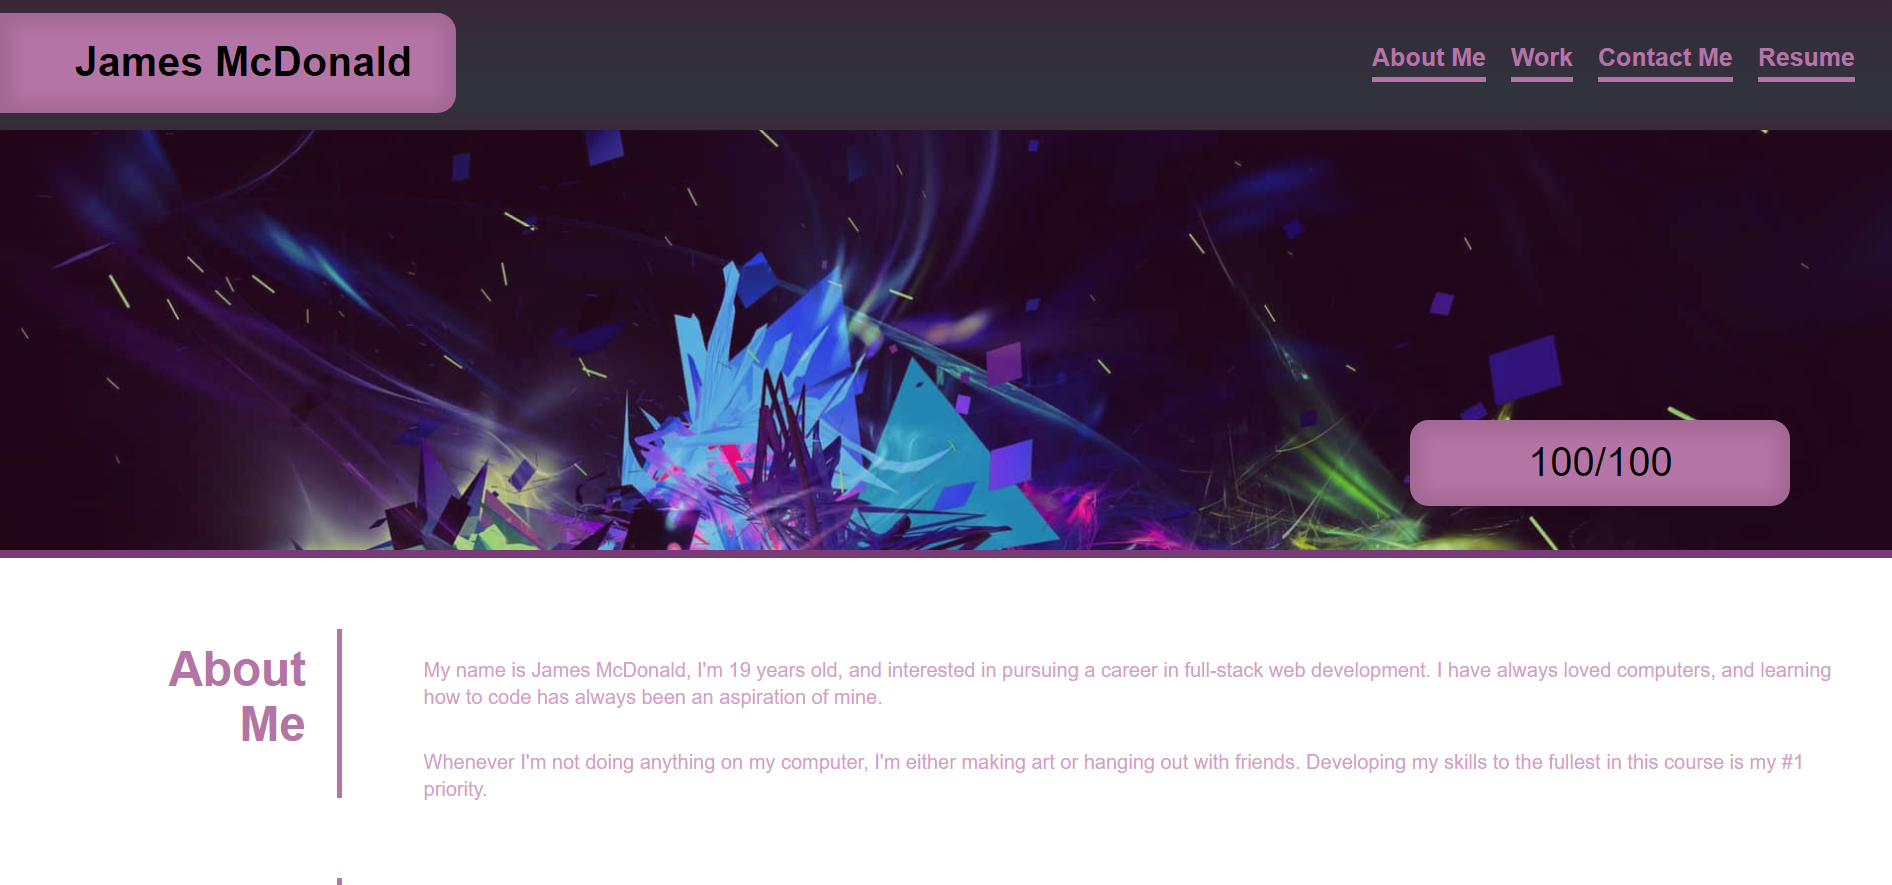 James McDonald
About Me Work Contact Me Resume
100/100
About
Me
My name is James McDonald, I'm 19 years old, and interested in pursuing a career in full-stack web development. I have always loved computers, and learning
how to code has always been an aspiration of mine.
Whenever I'm not doing anything on my computer, I'm either making art or hanging out with friends. Developing my skills to the fullest in this course is my #1
priority.